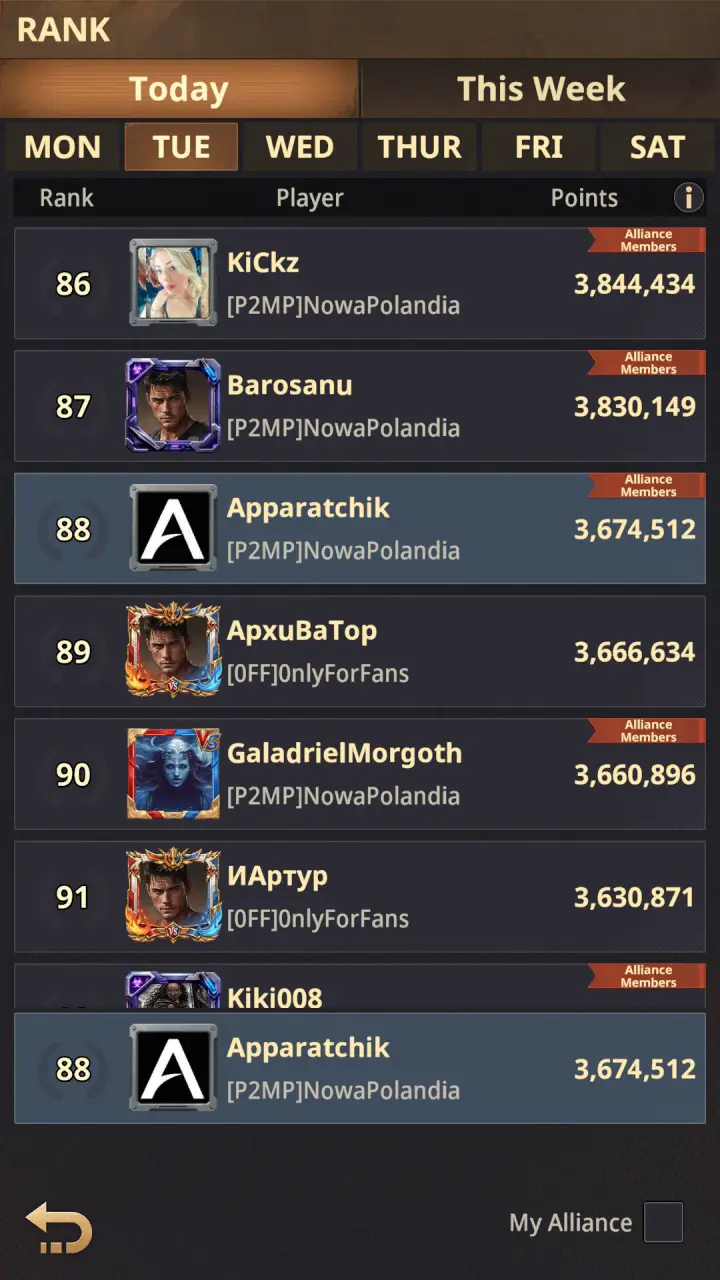 RANK
Today
This Week
MON
TUE
WED
THUR
FRI
SAT
Rank
Player
Points
Alliance
Members
86
KiCkz
[P2MP]NowaPolandia
3,844,434
Alliance
Members
87
Barosanu
[P2MP]NowaPolandia
3,830,149
Alliance
Members
88
Apparatchik
[P2MP]NowaPolandia
3,674,512
89
ApxuBaTop
[0FF]0nlyForFans
3,666,634
Alliance
Members
90
VS
GaladrielMorgoth
[P2MP]NowaPolandia
3,660,896
91
ИАртур
[0FF]0nlyForFans
3,630,871
Alliance
Members
Kiki008
88
Apparatchik
[P2MP]NowaPolandia
3,674,512
My Alliance